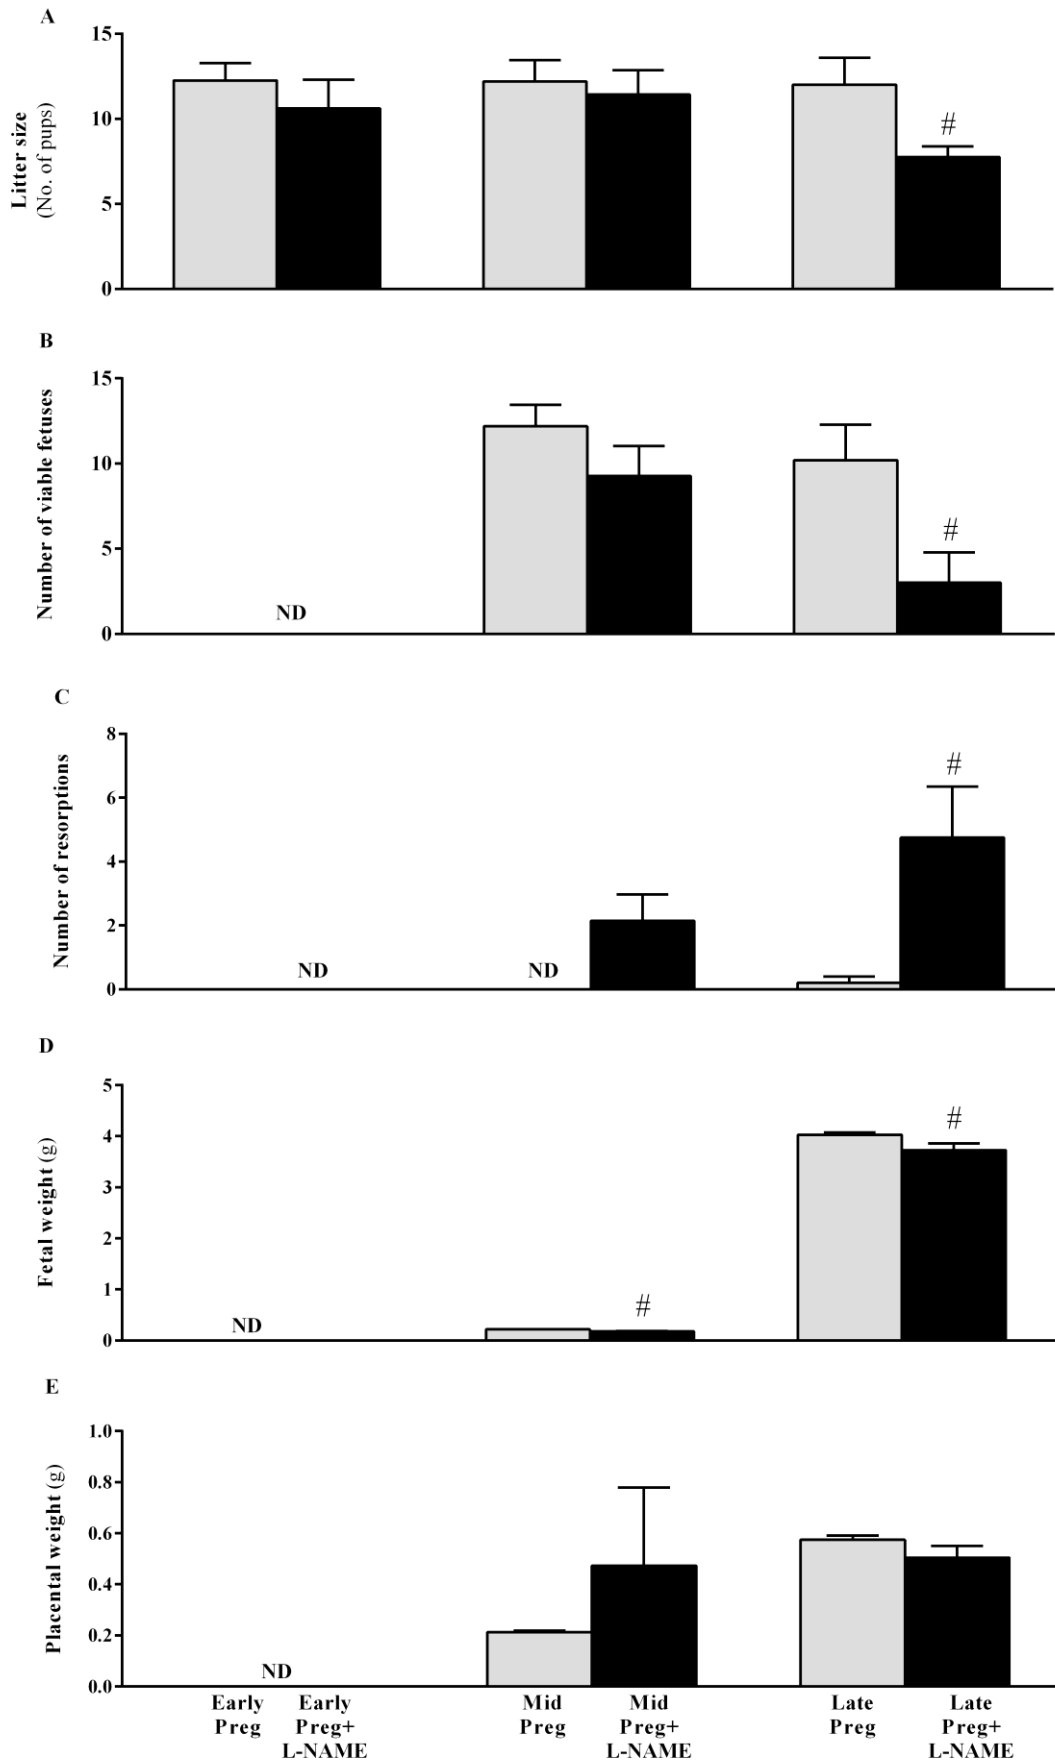 A
Litter size
(No. of pups)
15
10
5
0
#
B
Number of viable fetuses
15
10
5
0
ND
#
C
Number of resorptions
8
6
4
2
0
ND
ND
#
D
Fetal weight (g)
5
4
3
2
1
0
ND
#
#
E
Placental weight (g)
1.0
0.8
0.6
0.4
0.2
0.0
ND
Early
Preg
Early
Preg+
L-NAME
Mid
Preg
Mid
Preg+
L-NAME
Late
Preg
Late
Preg+
L-NAME